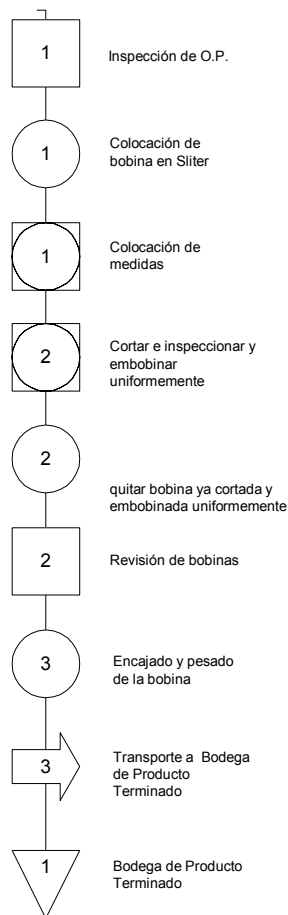 1
Inspección de O.P.
1
Colocación de
bobina en Sliter
1
Colocación de
medidas
2
Cortar e inspeccionar y
embobinar
uniformemente
2
quitar bobina ya cortada y
embobinada uniformemente
2
Revisión de bobinas
3
Encajado y pesado
de la bobina
3
Transporte a Bodega
de Producto
Terminado
1
Bodega de Producto
Terminado